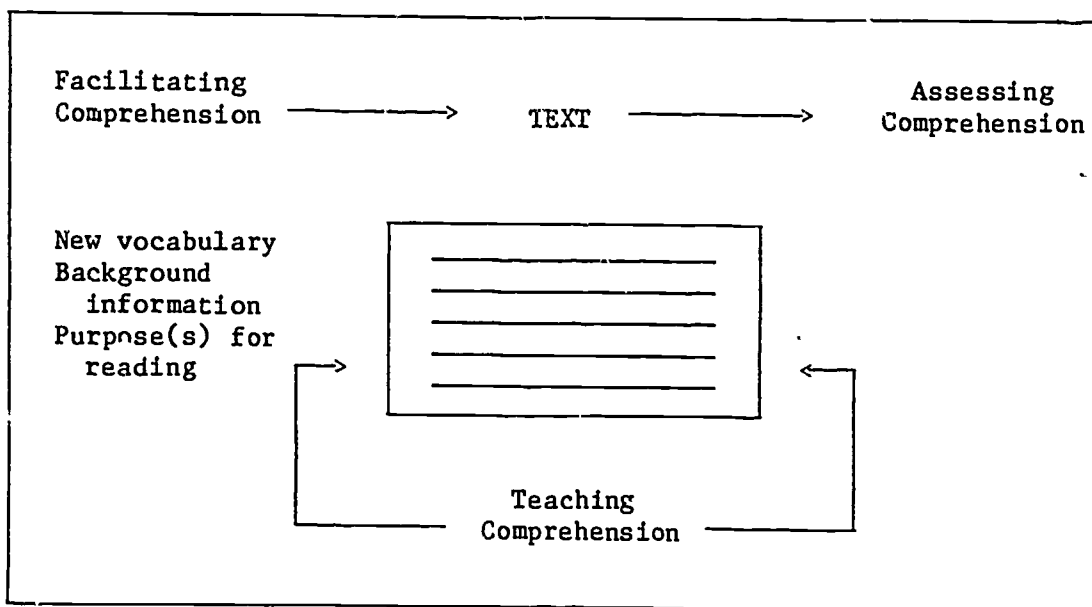 Facilitating
Comprehension
TEXT
Assessing
Comprehension
New vocabulary
Background
information
Purpose(s) for
reading
Teaching
Comprehension